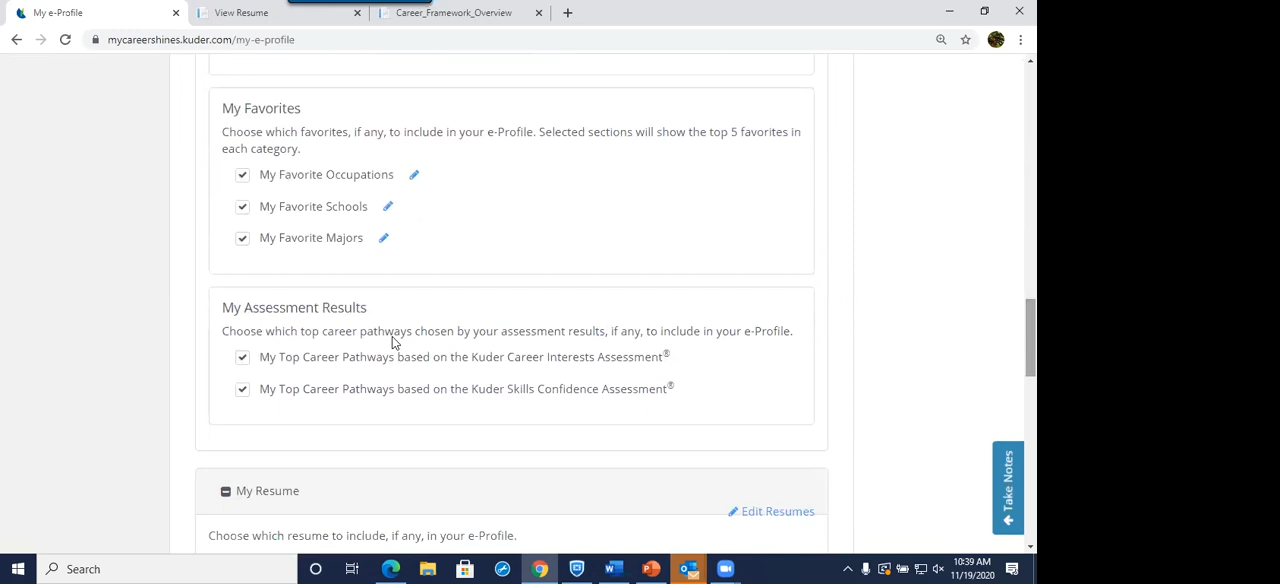 My e-Profile
View Resume
Career_Framework_Overview
mycareershines.kuder.com/my-e-profile
My Favorites
Choose which favorites, if any, to include in your e-Profile. Selected sections will show the top 5 favorites in
each category.
My Favorite Occupations
My Favorite Schools
My Favorite Majors
My Assessment Results
Choose which top career pathways chosen by your assessment results, if any, to include in your e-Profile.
My Top Career Pathways based on the Kuder Career Interests Assessment®
My Top Career Pathways based on the Kuder Skills Confidence Assessment®
My Resume
Edit Resumes
Choose which resume to include, if any, in your e-Profile.
Take Notes
Search
10:39 AM
11/19/2020